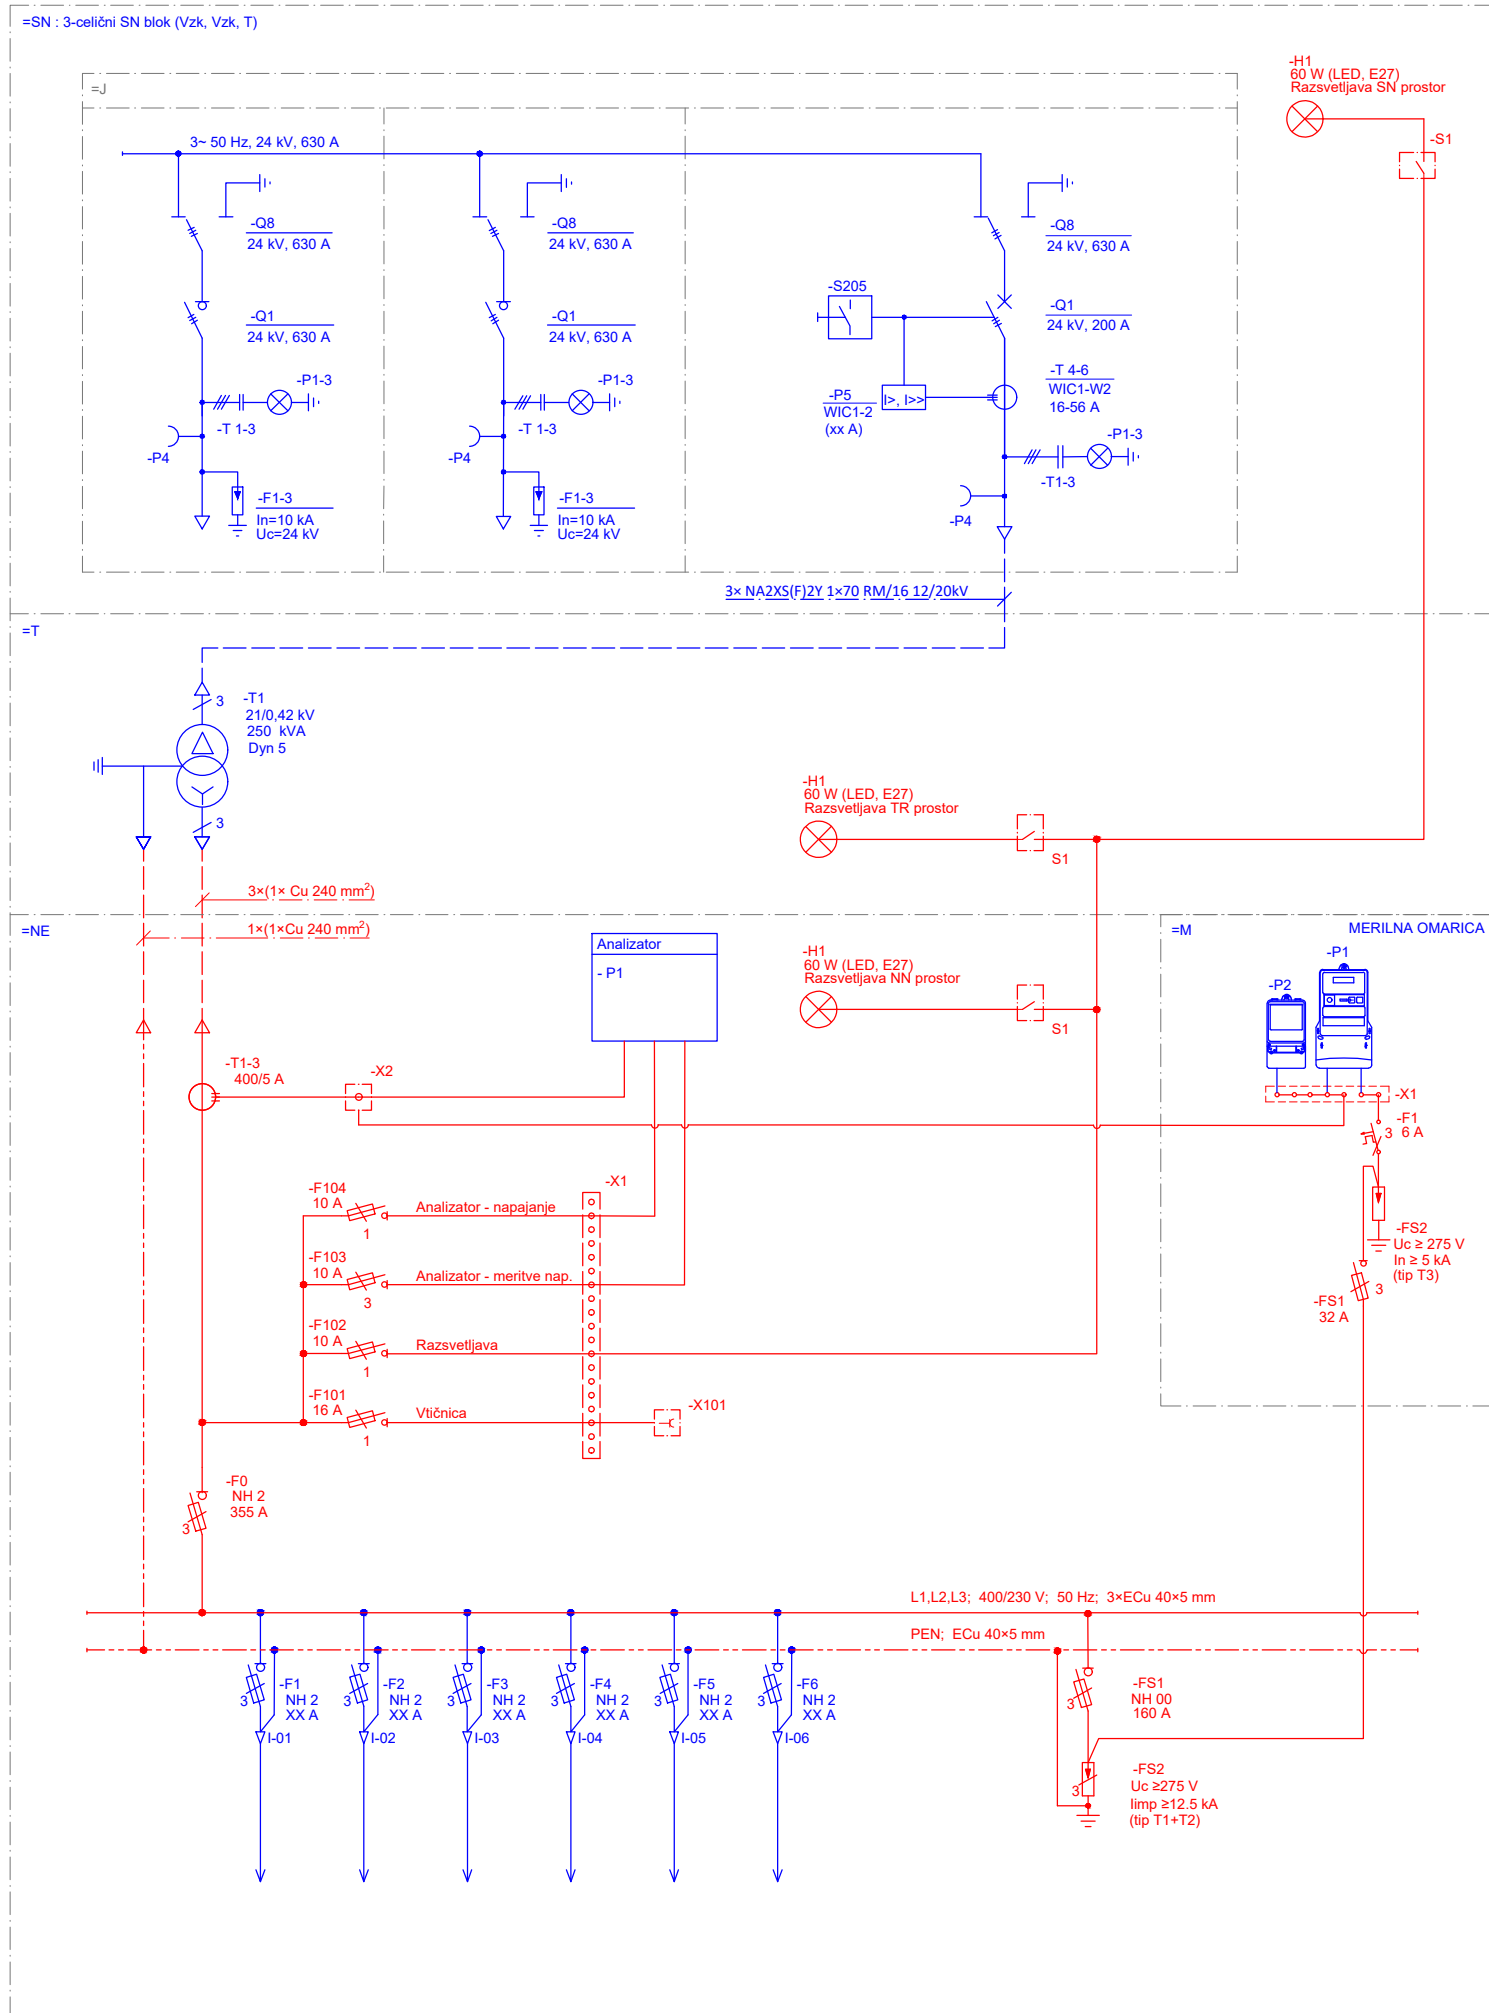 =SN : 3-celični SN blok (Vzk, Vzk, T)
-H1
60 W (LED, E27)
Razsvetljava SN prostor
-S1
=J
3~ 50 Hz, 24 kV, 630 A
-Q8
24 kV, 630 A
-Q8
24 kV, 630 A
-Q8
24 kV, 630 A
-S205
-Q1
24 kV, 630 A
-Q1
24 kV, 630 A
-Q1
24 kV, 200 A
-P1-3
-T 1-3
-P4
-P1-3
-T 1-3
-P4
-P5
WIC1-2
(xx A)
I>, I>>
-T 4-6
WIC1-W2
16-56 A
-P1-3
-T1-3
-P4
-F1-3
In=10 kA
Uc=24 kV
-F1-3
In=10 kA
Uc=24 kV
3× NA2XS(F)2Y 1×70 RM/16 12/20kV
=T
3
-T1
21/0,42 kV
250 kVA
Dyn 5
3
-H1
60 W (LED, E27)
Razsvetljava TR prostor
S1
3×(1× Cu 240 mm²)
=NE
1×(1×Cu 240 mm²)
Analizator
- P1
-H1
60 W (LED, E27)
Razsvetljava NN prostor
S1
=M
MERILNA OMARICA
-P1
-P2
-T1-3
400/5 A
-X2
-X1
-F1
6 A
3
-X1
-F104
10 A
Analizator - napajanje
1
-F103
10 A
Analizator - meritve nap.
3
-F102
10 A
Razsvetljava
1
-F101
16 A
Vtičnica
1
-X101
-FS2
Uc ≥ 275 V
In ≥ 5 kA
(tip T3)
-FS1
32 A
3
-F0
NH 2
355 A
3
L1,L2,L3; 400/230 V; 50 Hz; 3×ECu 40×5 mm
PEN; ECu 40×5 mm
-F1
NH 2
XX A
3
I-01
-F2
NH 2
XX A
3
I-02
-F3
NH 2
XX A
3
I-03
-F4
NH 2
XX A
3
I-04
-F5
NH 2
XX A
3
I-05
-F6
NH 2
XX A
3
I-06
-FS1
NH 00
160 A
3
-FS2
Uc ≥275 V
Iimp ≥12.5 kA
(tip T1+T2)
3